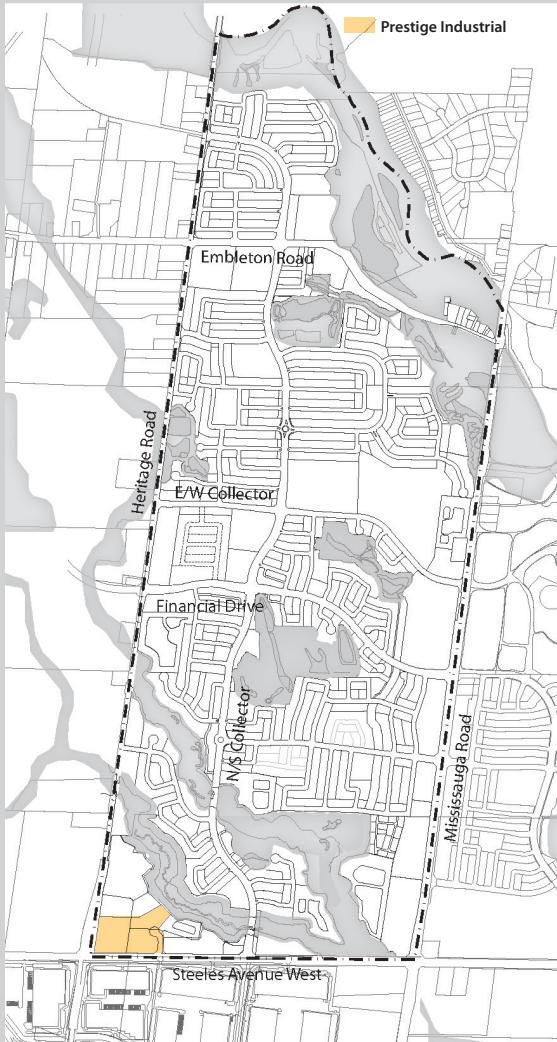 Prestige Industrial
Embleton Road
Heritage Road
E/W Collector
Financial Drive
N/S Collector
Mississauga Road
Steeles Avenue West